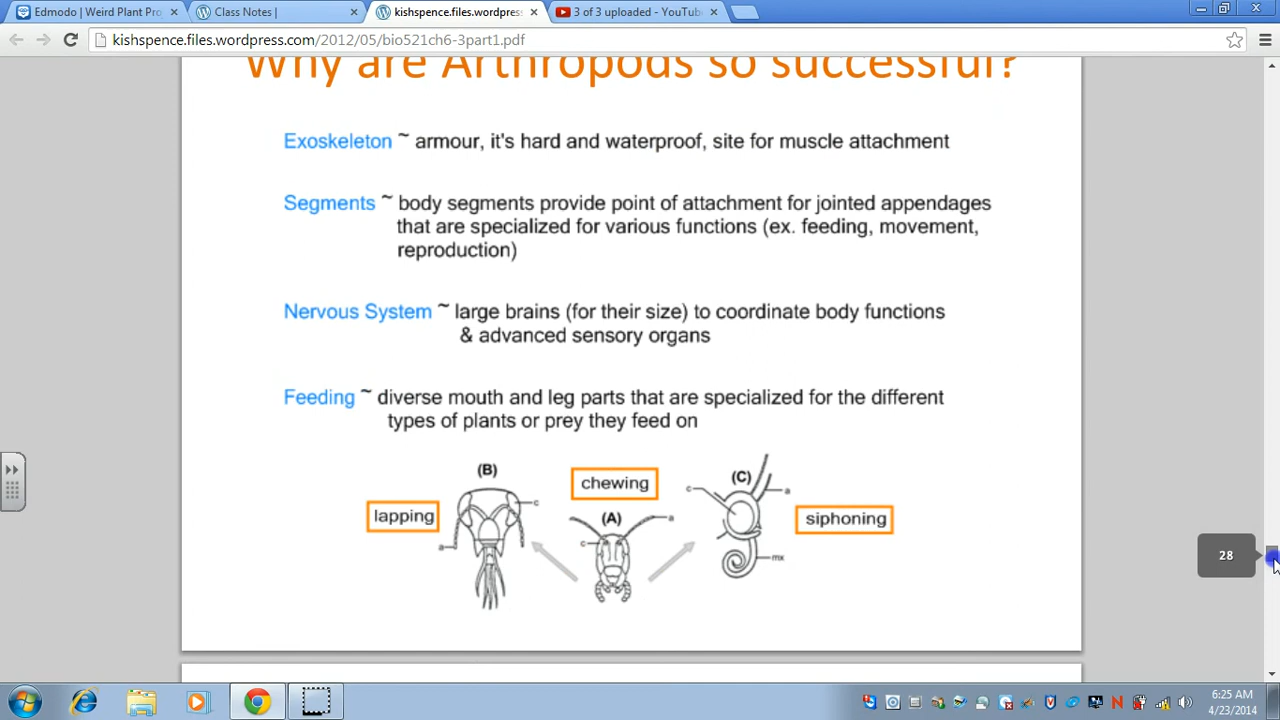 Edmodo | Weird Plant Pro
Class Notes |
kishspence.files.wordpress
3 of 3 uploaded - YouTube
kishspence.files.wordpress.com/2012/05/bio521ch6-3part1.pdf
Why are Arthropods so successful?
Exoskeleton ~ armour, it's hard and waterproof, site for muscle attachment
Segments ~ body segments provide point of attachment for jointed appendages
that are specialized for various functions (ex. feeding, movement,
reproduction)
Nervous System ~ large brains (for their size) to coordinate body functions
& advanced sensory organs
Feeding ~ diverse mouth and leg parts that are specialized for the different
types of plants or prey they feed on
(B)
chewing
(C)
c
a
lapping
c
(A)
a
siphoning
a
c
mx
28
6:25 AM
4/23/2014